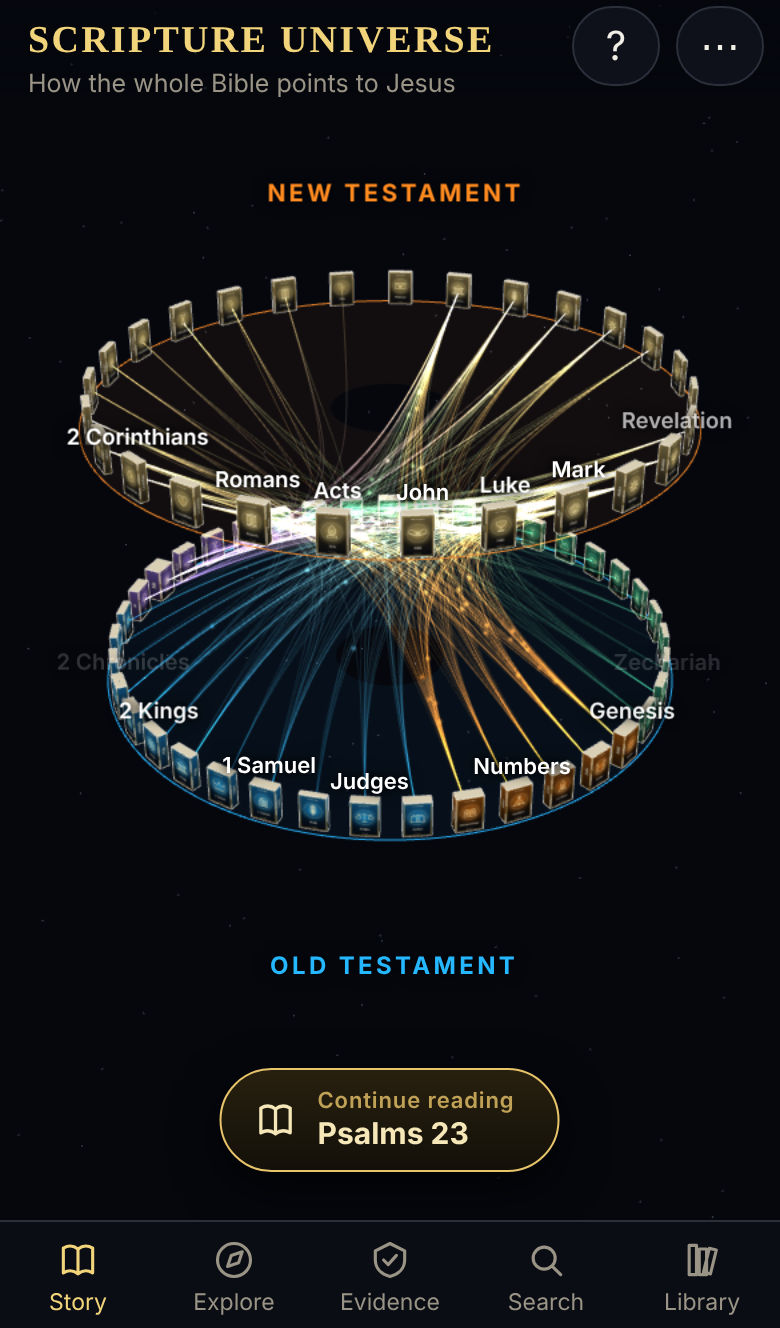 SCRIPTURE UNIVERSE
?
...
How the whole Bible points to Jesus
NEW TESTAMENT
Revelation
2 Corinthians
Mark
Romans
Luke
Acts
John
2 Chronicles
Zechariah
2 Kings
Genesis
1 Samuel
Numbers
Judges
OLD TESTAMENT
Continue reading
Psalms 23
Story
Explore
Evidence
Search
Library